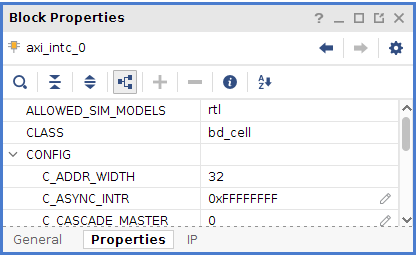 Block Properties
axi_intc_0
ALLOWED_SIM_MODELS rtl
CLASS bd_cell
CONFIG
C_ADDR_WIDTH 32
C_ASYNC_INTR 0xFFFFFFFF
C_CASCADE_MASTER 0
General Properties IP